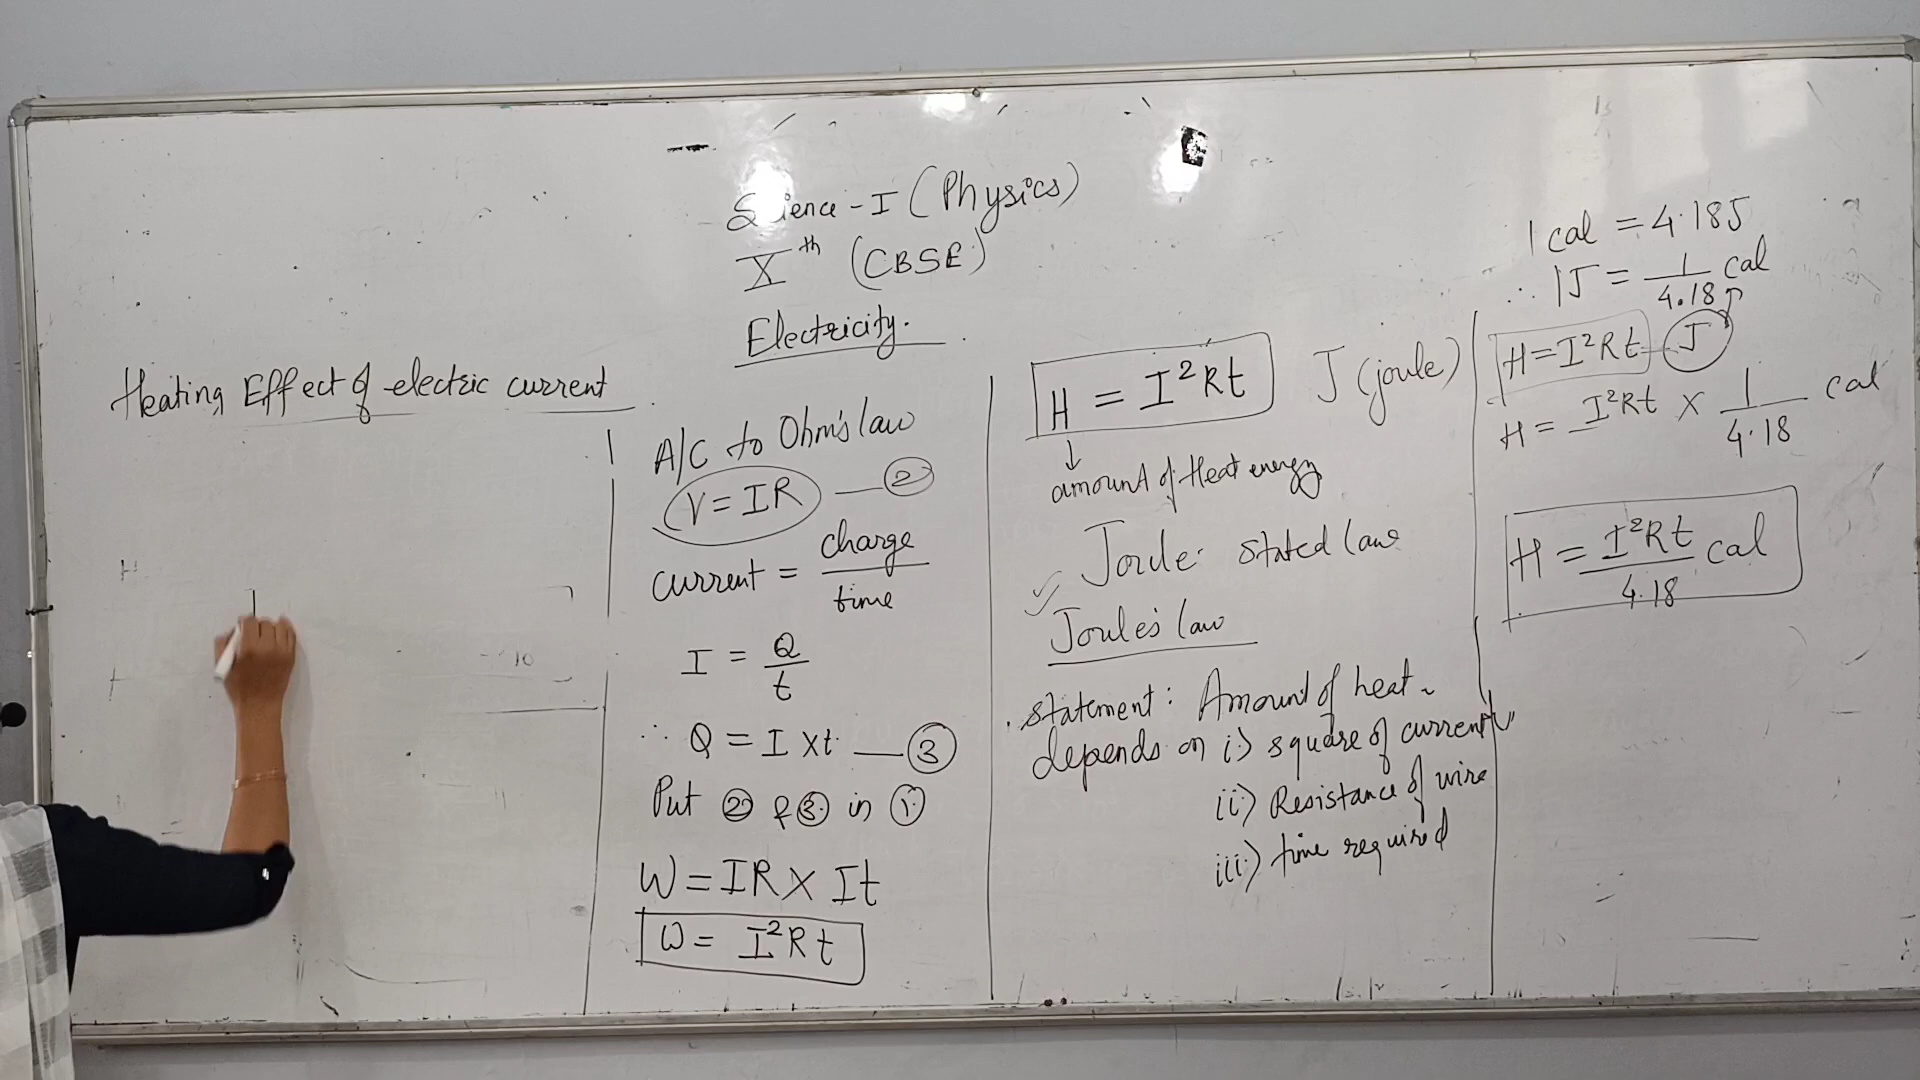 Science - I (Physics)
Xth (CBSE)
Electricity.
Heating Effect of electric current
A/C to Ohm's law
V = IR — ②
current = charge / time
I = Q / t
∴ Q = I x t — ③
Put ② & ③ in ①
W = IR x It
W = I²Rt
H = I²Rt J (joule)
↓
amount of Heat energy
Joule stated law
✓ Joule's law
statement : Amount of heat
depends on i) square of current
ii) Resistance of wire
iii) time required
1 cal = 4.18J
∴ 1J = 1 / 4.18 cal
H = I²Rt J
H = I²Rt x 1 / 4.18 cal
H = I²Rt / 4.18 cal